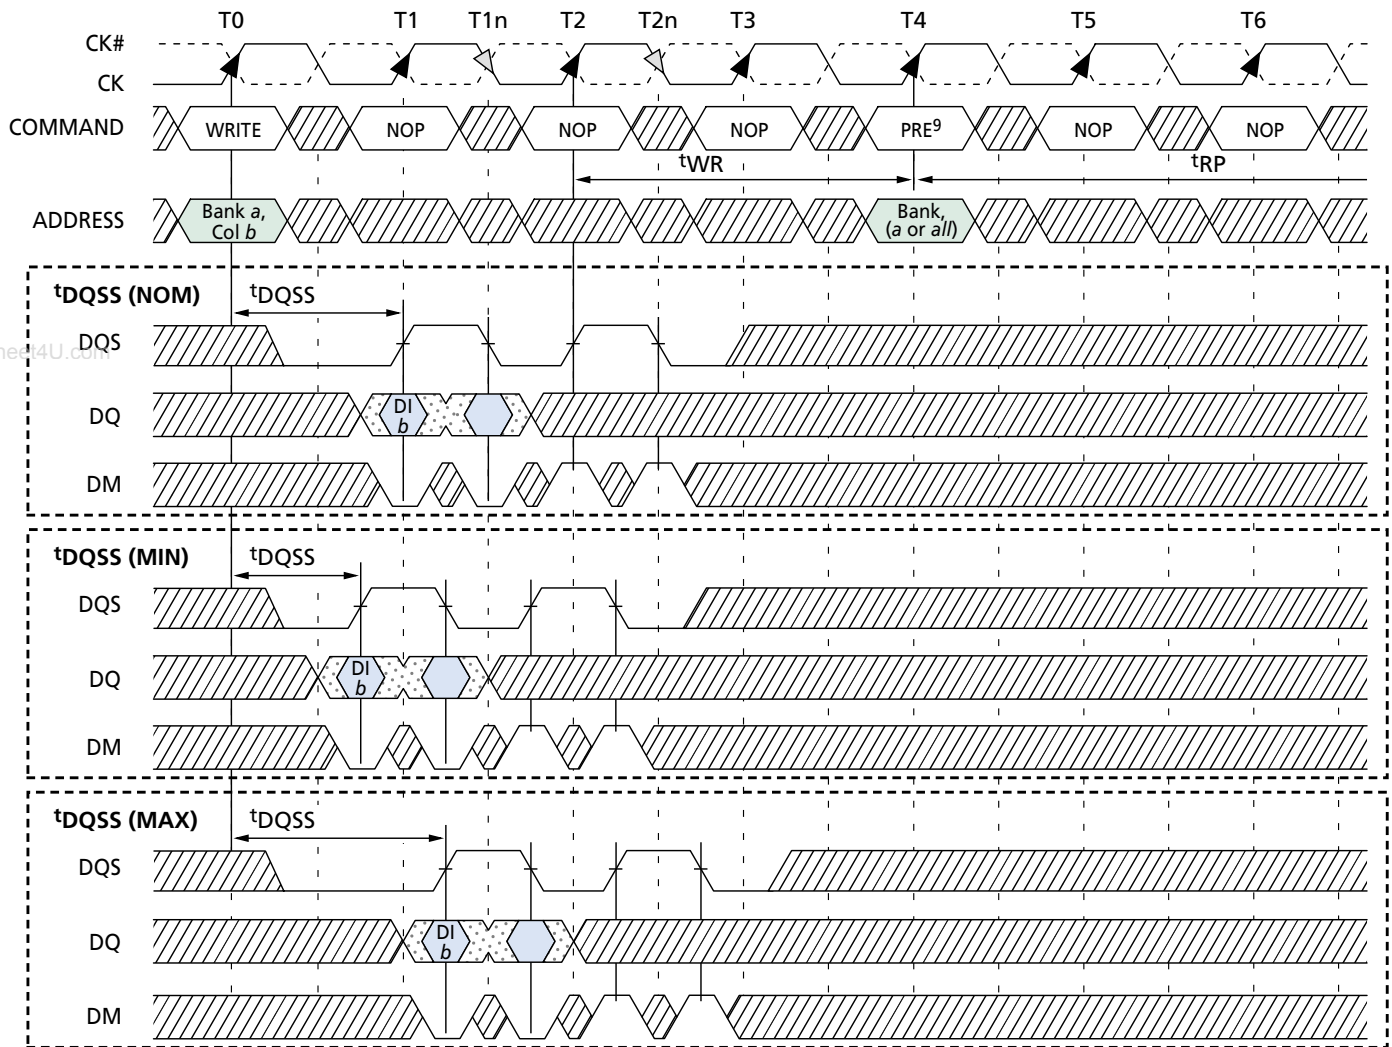 T0 T1 T1n T2 T2n T3 T4 T5 T6
CK#
CK
COMMAND WRITE NOP NOP NOP PRE9 NOP NOP
tWR tRP
ADDRESS Bank a, Col b Bank, (a or all)
tDQSS (NOM) tDQSS
DQS
eet4U.com
DQ DI b
DM
tDQSS (MIN) tDQSS
DQS
DQ DI b
DM
tDQSS (MAX) tDQSS
DQS
DQ DI b
DM